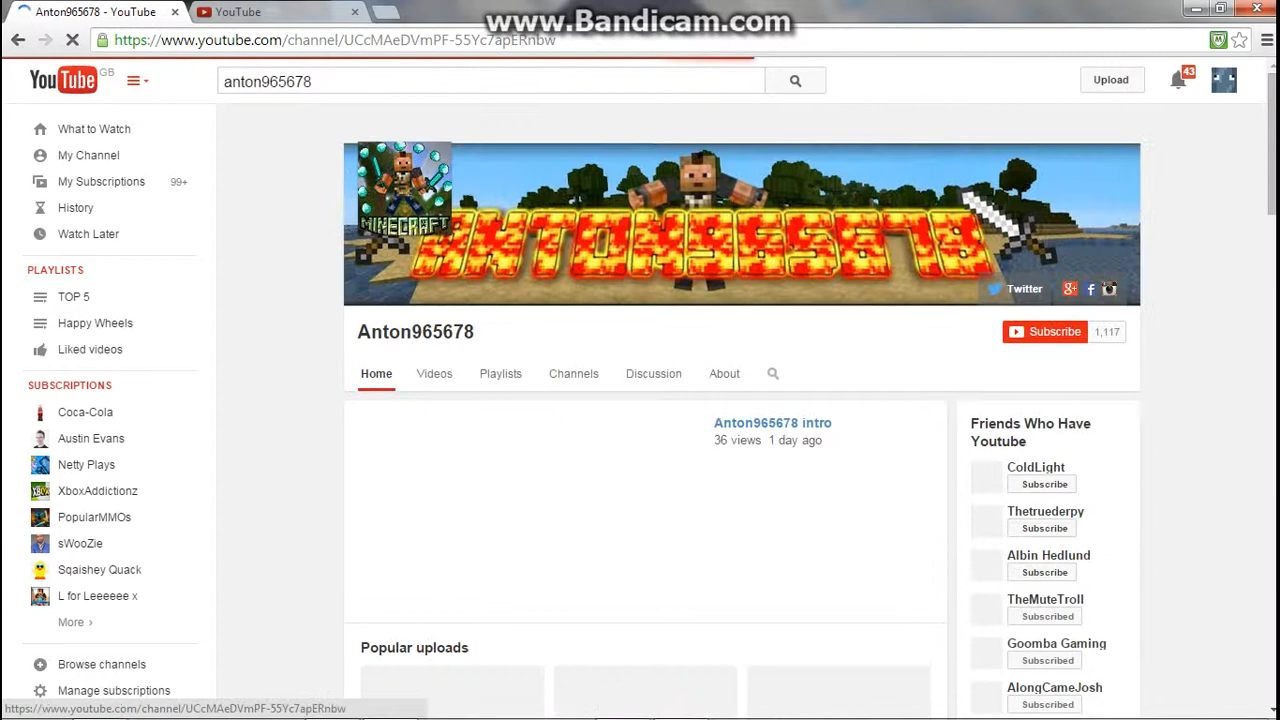 Anton965678 - YouTube
YouTube
www.Bandicam.com
https://www.youtube.com/channel/UCcMAeDVmPF-55Yc7apERnbw
YouTube GB
anton965678
Upload
43
What to Watch
My Channel
My Subscriptions 99+
History
Watch Later
PLAYLISTS
TOP 5
Happy Wheels
Liked videos
SUBSCRIPTIONS
Coca-Cola
Austin Evans
Netty Plays
XboxAddictionz
PopularMMOs
sWooZie
Sqaishey Quack
L for Leeeeee x
More ›
Browse channels
Manage subscriptions
MINECRAFT
ANTON965678
Twitter
Anton965678
Subscribe 1,117
Home Videos Playlists Channels Discussion About
Anton965678 intro
36 views 1 day ago
Popular uploads
Friends Who Have
Youtube
ColdLight
Subscribe
Thetruederpy
Subscribe
Albin Hedlund
Subscribe
TheMuteTroll
Subscribed
Goomba Gaming
Subscribed
AlongCameJosh
Subscribed
https://www.youtube.com/channel/UCcMAeDVmPF-55Yc7apERnbw